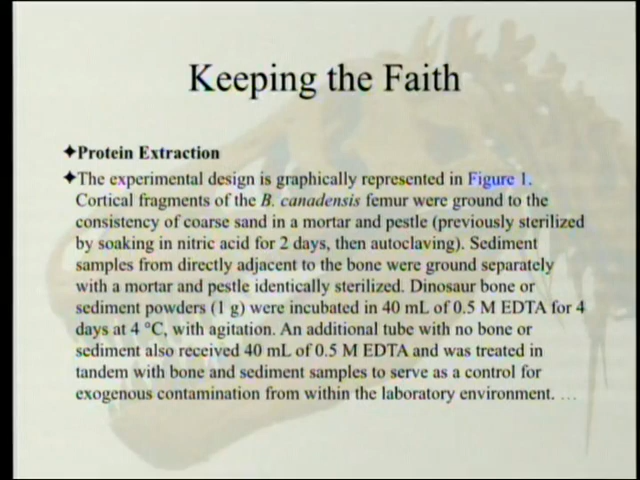 Keeping the Faith
✦Protein Extraction
✦The experimental design is graphically represented in Figure 1.
Cortical fragments of the B. canadensis femur were ground to the
consistency of coarse sand in a mortar and pestle (previously sterilized
by soaking in nitric acid for 2 days, then autoclaving). Sediment
samples from directly adjacent to the bone were ground separately
with a mortar and pestle identically sterilized. Dinosaur bone or
sediment powders (1 g) were incubated in 40 mL of 0.5 M EDTA for 4
days at 4 °C, with agitation. An additional tube with no bone or
sediment also received 40 mL of 0.5 M EDTA and was treated in
tandem with bone and sediment samples to serve as a control for
exogenous contamination from within the laboratory environment. …